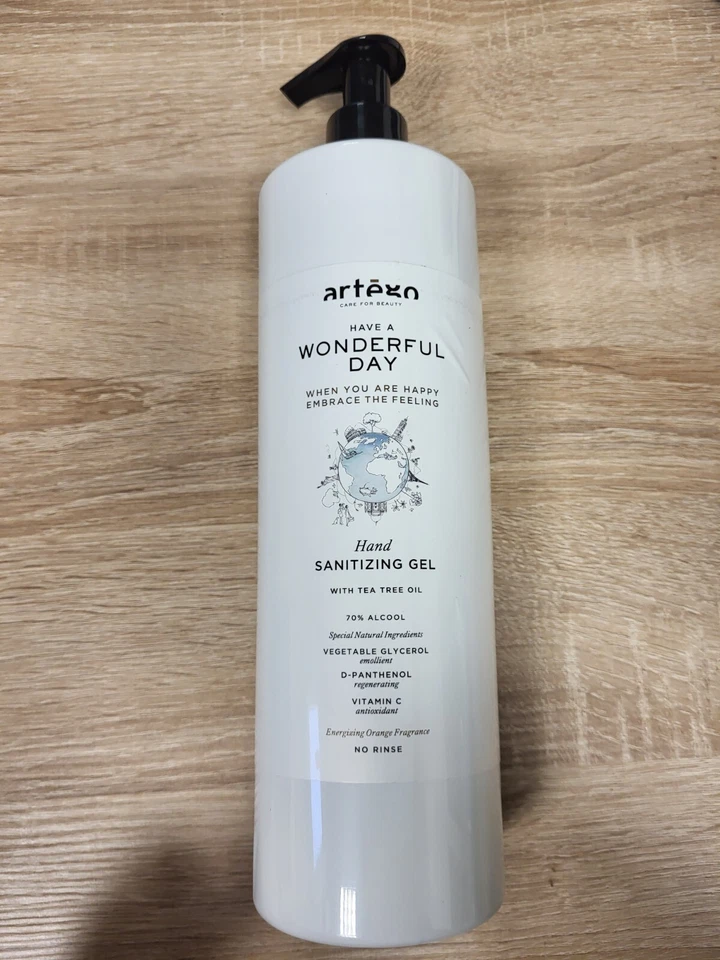 artēgo
CARE FOR BEAUTY
HAVE A
WONDERFUL
DAY
WHEN YOU ARE HAPPY
EMBRACE THE FEELING
Hand
SANITIZING GEL
WITH TEA TREE OIL
70% ALCOOL
Special Natural Ingredients
VEGETABLE GLYCEROL
emollient
D-PANTHENOL
regenerating
VITAMIN C
antioxidant
Energizing Orange Fragrance
NO RINSE